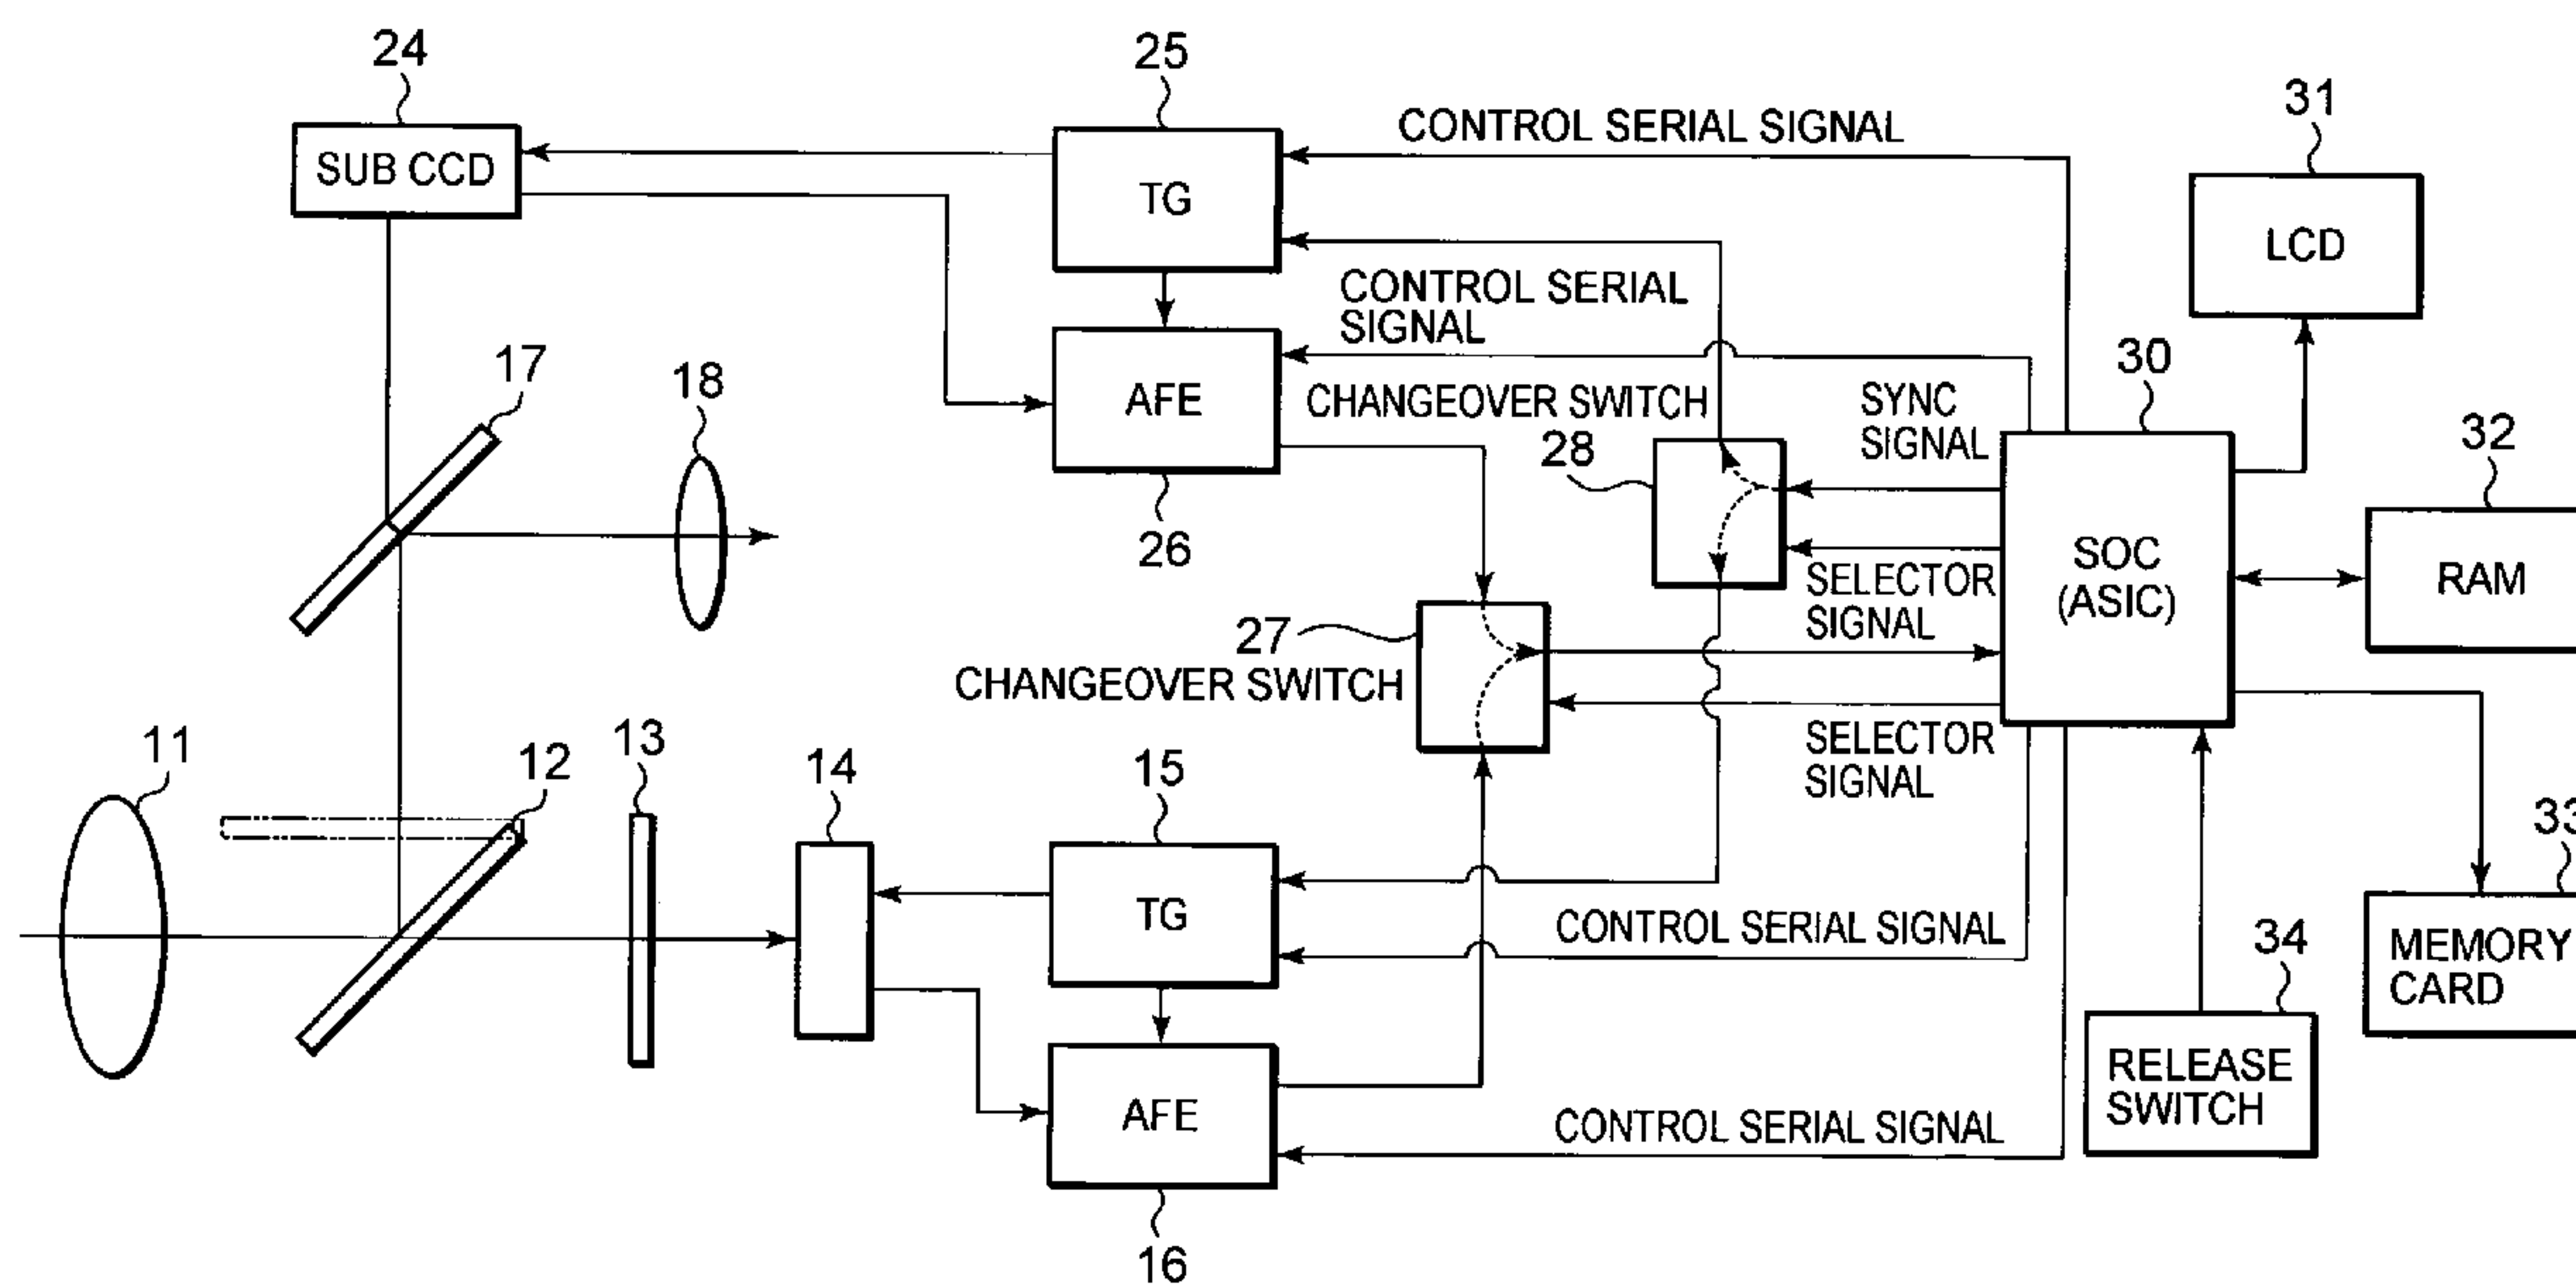 24
25
31
CONTROL SERIAL SIGNAL
SUB CCD
TG
LCD
CONTROL SERIAL
SIGNAL
17
18
30
AFE
CHANGEOVER SWITCH
SYNC
SIGNAL
32
28
26
SOC
(ASIC)
RAM
SELECTOR
SIGNAL
27
CHANGEOVER SWITCH
11
12
13
14
15
SELECTOR
SIGNAL
33
TG
CONTROL SERIAL SIGNAL
34
MEMORY
CARD
RELEASE
SWITCH
AFE
CONTROL SERIAL SIGNAL
16